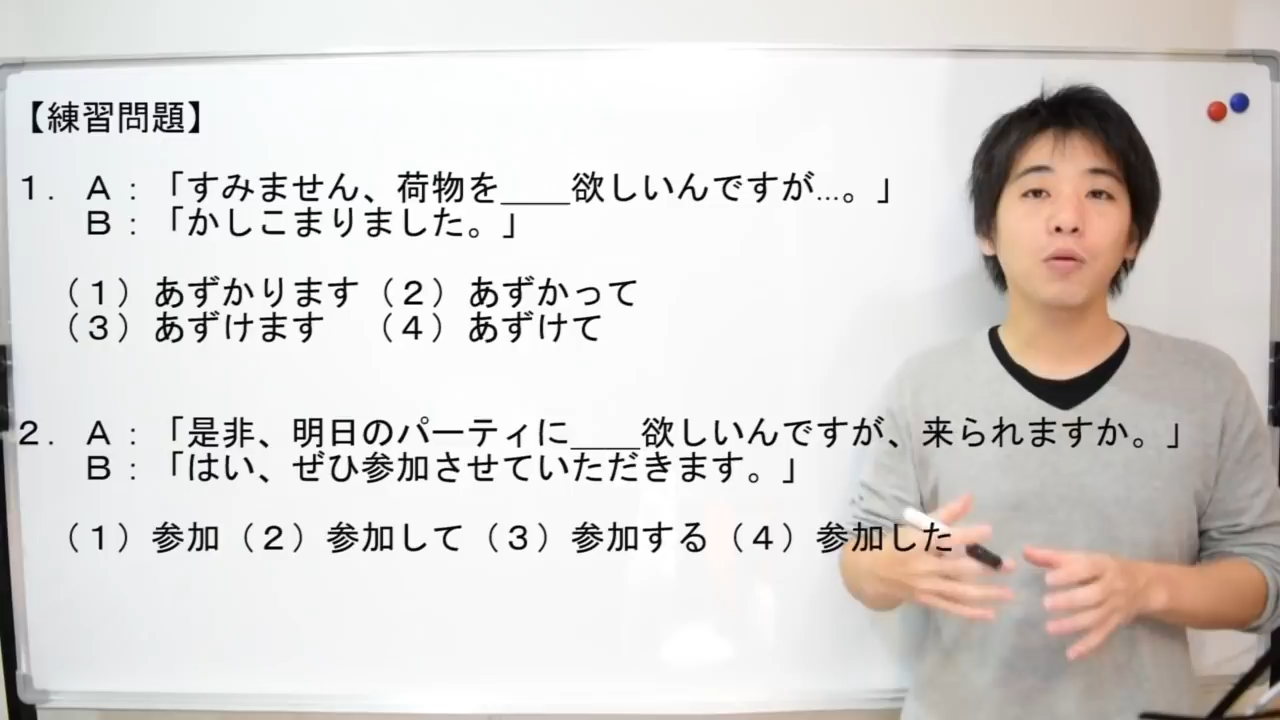 【練習問題】
１．Ａ：「すみません、荷物を____欲しいんですが…。」
Ｂ：「かしこまりました。」
（１）あずかります（２）あずかって
（３）あずけます　（４）あずけて
２．Ａ：「是非、明日のパーティに____欲しいんですが、来られますか。」
Ｂ：「はい、ぜひ参加させていただきます。」
（１）参加（２）参加して（３）参加する（４）参加した